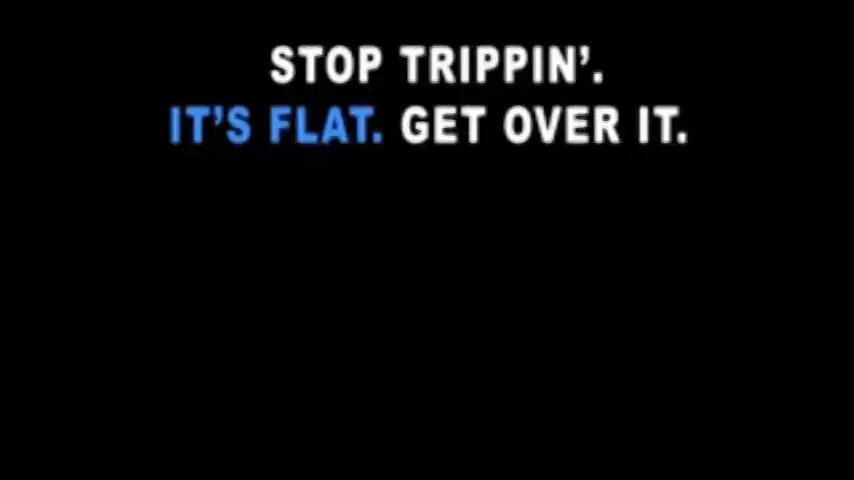 STOP TRIPPIN’.
IT’S FLAT. GET OVER IT.